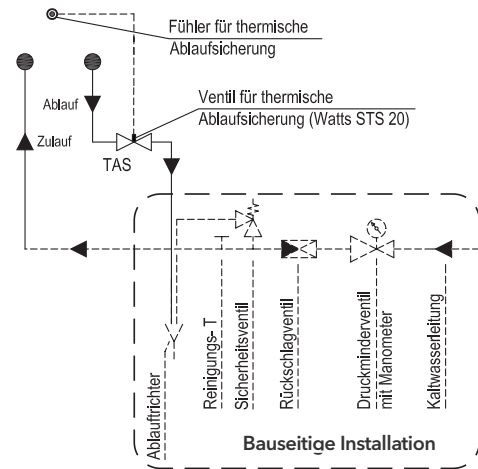 Fühler für thermische
Ablaufsicherung
Ablauf
Ventil für thermische
Ablaufsicherung (Watts STS 20)
Zulauf
TAS
Ablauftrichter
Reinigungs- T
Sicherheitsventil
Rückschlagventil
Druckminderventil
mit Manometer
Kaltwasserleitung
Bauseitige Installation